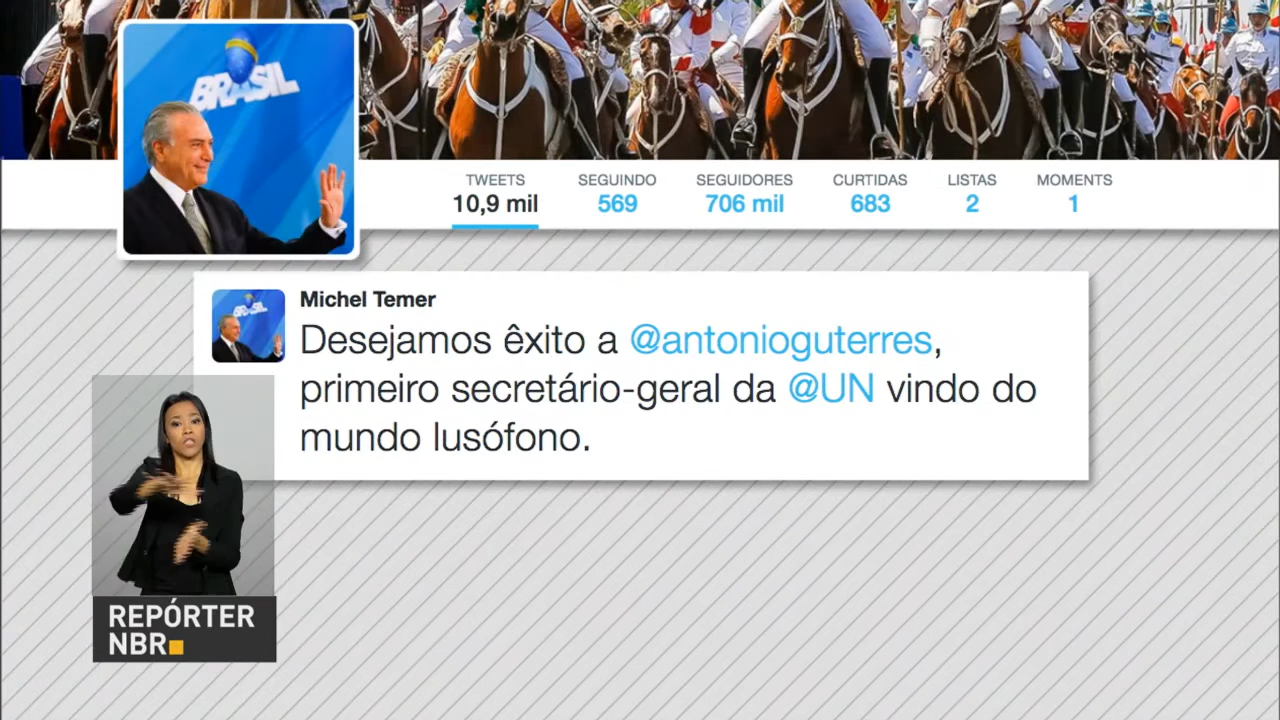 BRASIL
TWEETS SEGUINDO SEGUIDORES CURTIDAS LISTAS MOMENTS
10,9 mil 569 706 mil 683 2 1
BRASIL
Michel Temer
Desejamos êxito a @antonioguterres,
primeiro secretário-geral da @UN vindo do
mundo lusófono.
REPÓRTER
NBR